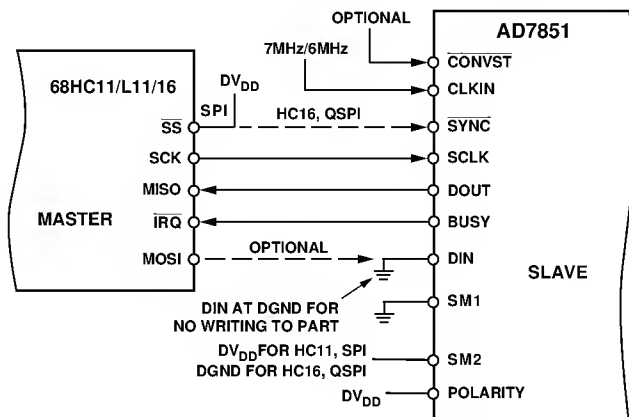 OPTIONAL
AD7851
7MHz/6MHz
CONVST
68HC11/L11/16
DVDD
CLKIN
SPI
HC16, QSPI
SS
SYNC
SCK
SCLK
MISO
DOUT
MASTER
IRQ
BUSY
OPTIONAL
MOSI
DIN
SLAVE
DIN AT DGND FOR
NO WRITING TO PART
SM1
DVDD FOR HC11, SPI
DGND FOR HC16, QSPI
SM2
DVDD
POLARITY